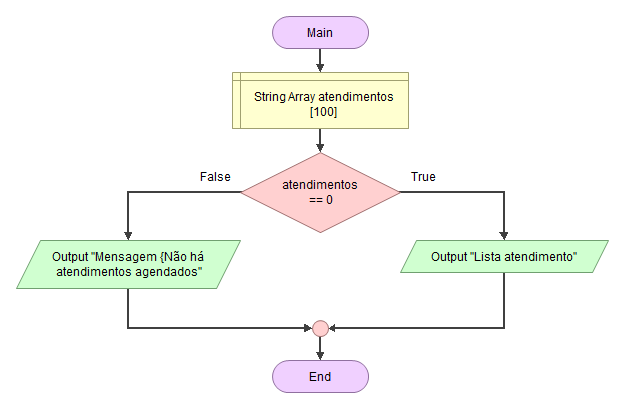 Main
String Array atendimentos
[100]
False
True
atendimentos
== 0
Output "Mensagem {Não há
atendimentos agendados"
Output "Lista atendimento"
End